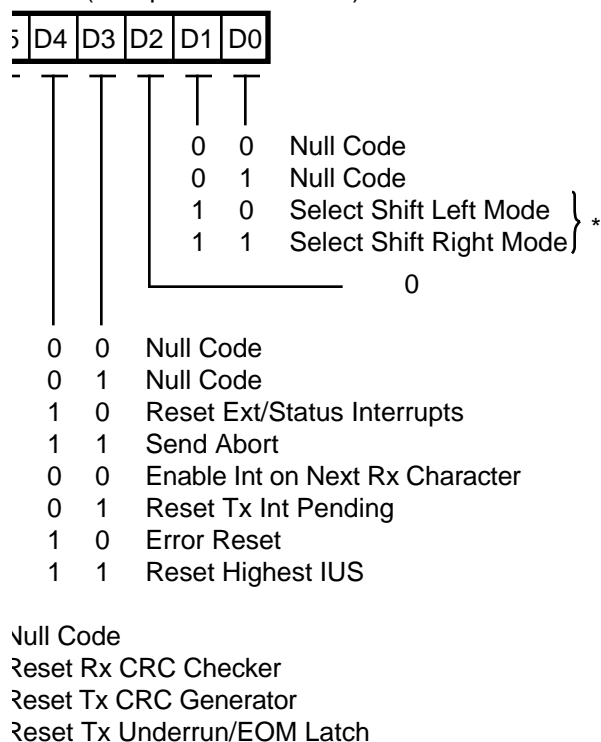 D4 D3 D2 D1 D0
0 0 Null Code
0 1 Null Code
1 0 Select Shift Left Mode
1 1 Select Shift Right Mode
*
0
0 0 Null Code
0 1 Null Code
1 0 Reset Ext/Status Interrupts
1 1 Send Abort
0 0 Enable Int on Next Rx Character
0 1 Reset Tx Int Pending
1 0 Error Reset
1 1 Reset Highest IUS
Null Code
Reset Rx CRC Checker
Reset Tx CRC Generator
Reset Tx Underrun/EOM Latch